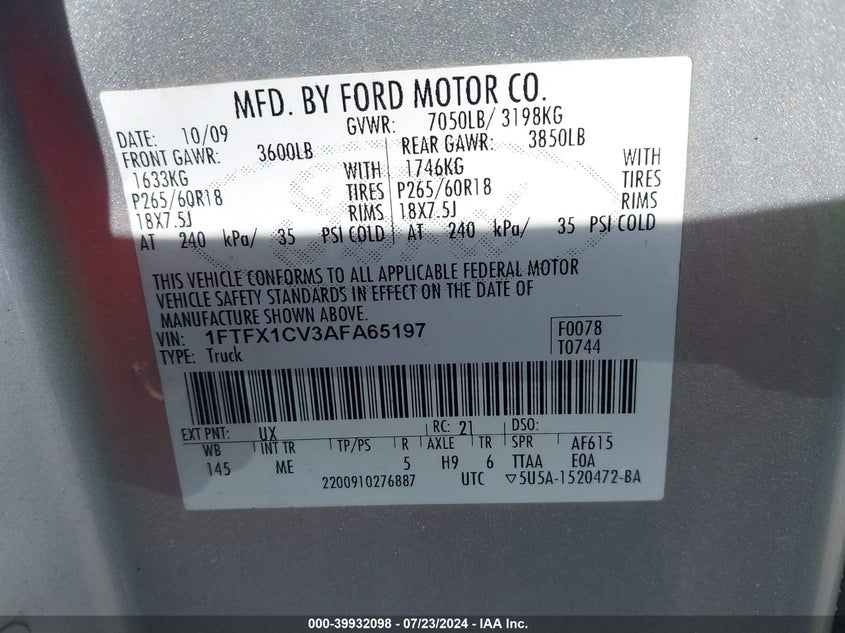 MFD. BY FORD MOTOR CO.
DATE: 10/09 GVWR: 7050LB/ 3198KG
FRONT GAWR: 3600LB REAR GAWR: 3850LB
1633KG WITH 1746KG WITH
P265/60R18 TIRES P265/60R18 TIRES
18X7.5J RIMS 18X7.5J RIMS
AT 240 kPa/ 35 PSI COLD AT 240 kPa/ 35 PSI COLD
THIS VEHICLE CONFORMS TO ALL APPLICABLE FEDERAL MOTOR
VEHICLE SAFETY STANDARDS IN EFFECT ON THE DATE OF
MANUFACTURE SHOWN ABOVE.
VIN: 1FTFX1CV3AFA65197 F0078
TYPE: Truck T0744
EXT PNT: UX RC: 21 DSO:
WB INT TR TP/PS R AXLE TR SPR AF615
145 ME 5 H9 6 TTAA E0A
2200910276887 UTC ▽5U5A-1520472-BA
000-39932098 - 07/23/2024 - IAA Inc.